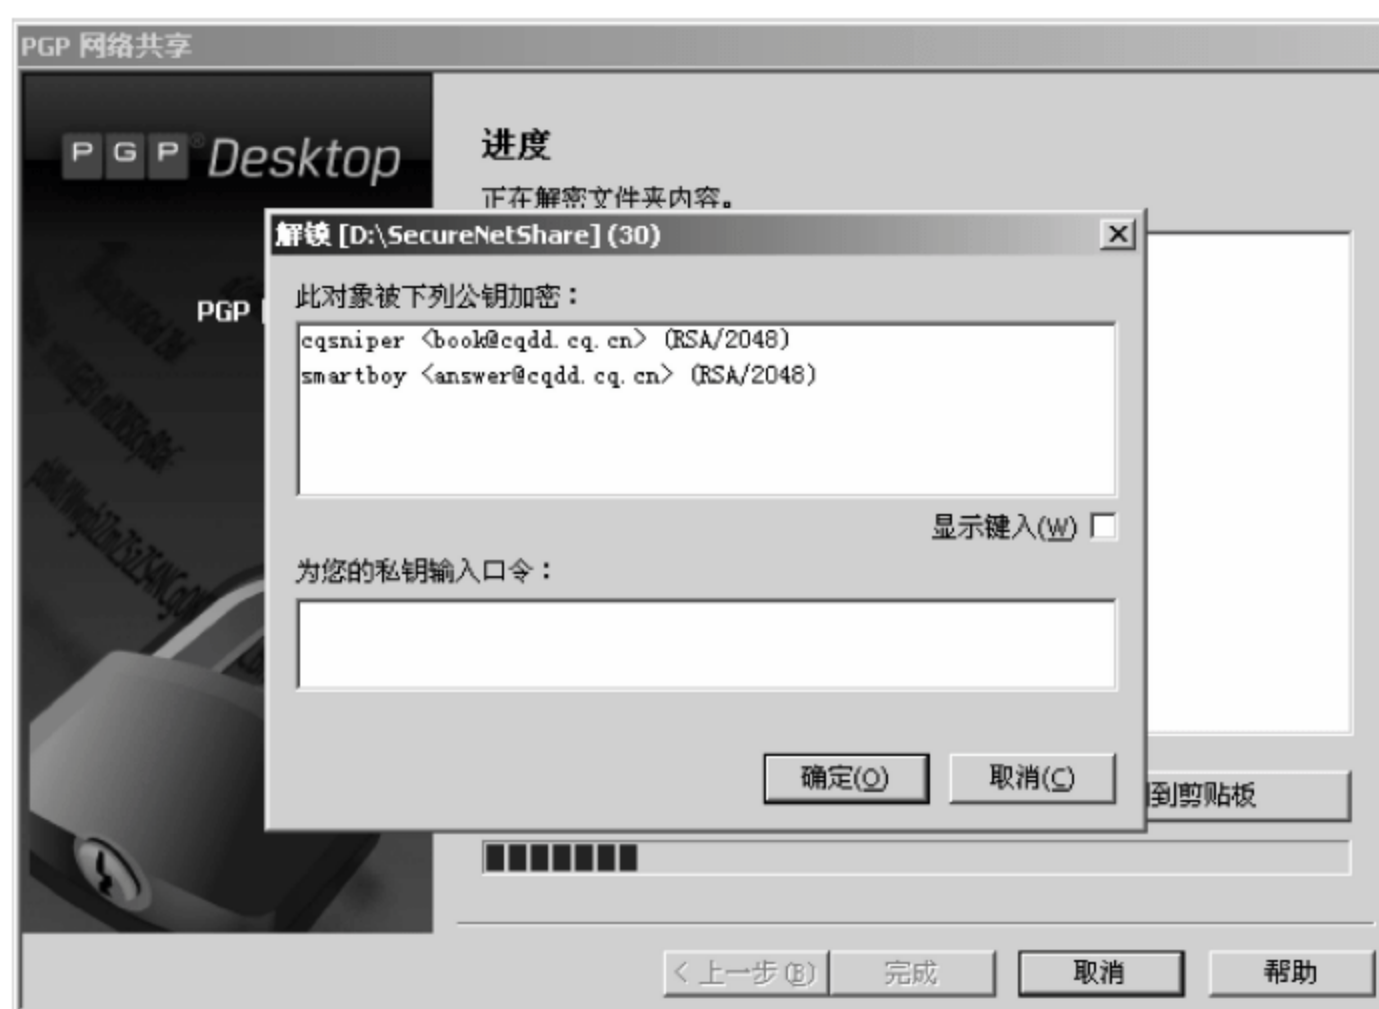 PGP 网络共享
PGP® Desktop
进度
正在解密文件夹内容。
PGP
解锁 [D:\SecureNetShare] (30)
此对象被下列公钥加密：
cqsniper <book@cqdd.cq.cn> (RSA/2048)
smartboy <answer@cqdd.cq.cn> (RSA/2048)
显示键入(W)
为您的私钥输入口令：
确定(O)
取消(C)
到剪贴板
< 上一步(B)
完成
取消
帮助